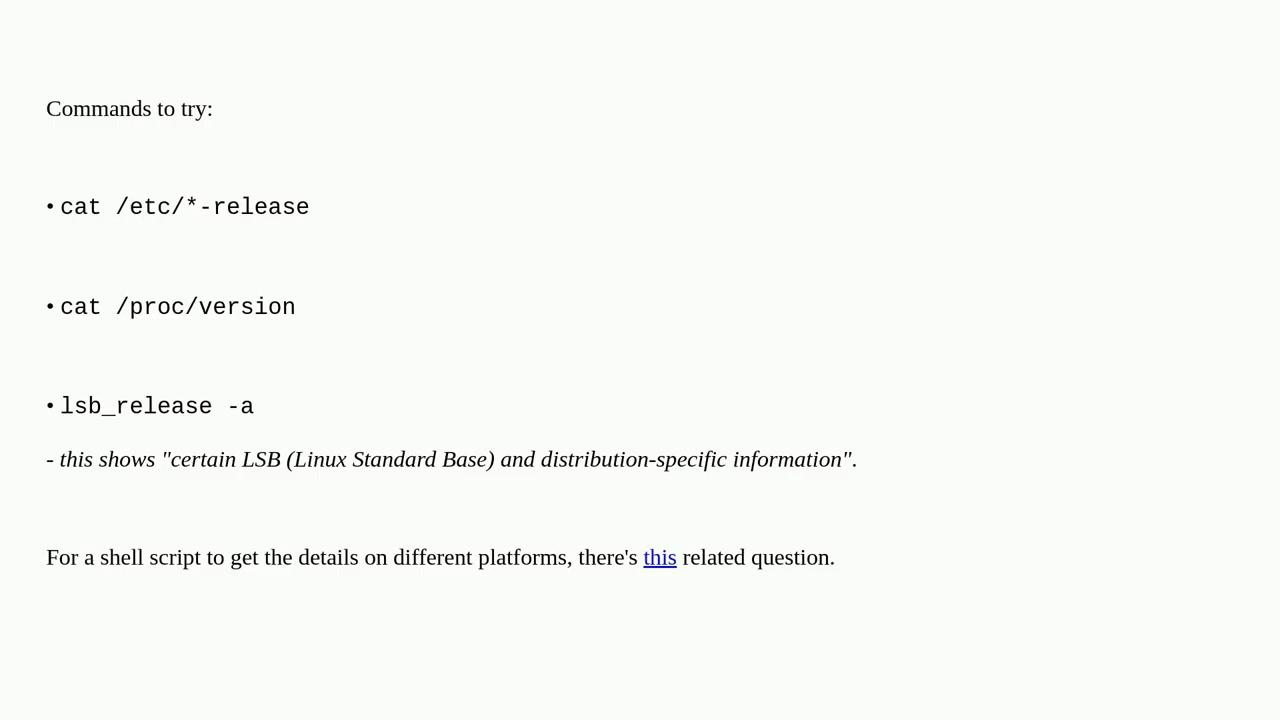 Commands to try:
• cat /etc/*-release
• cat /proc/version
• lsb_release -a
- this shows "certain LSB (Linux Standard Base) and distribution-specific information".
For a shell script to get the details on different platforms, there's this related question.